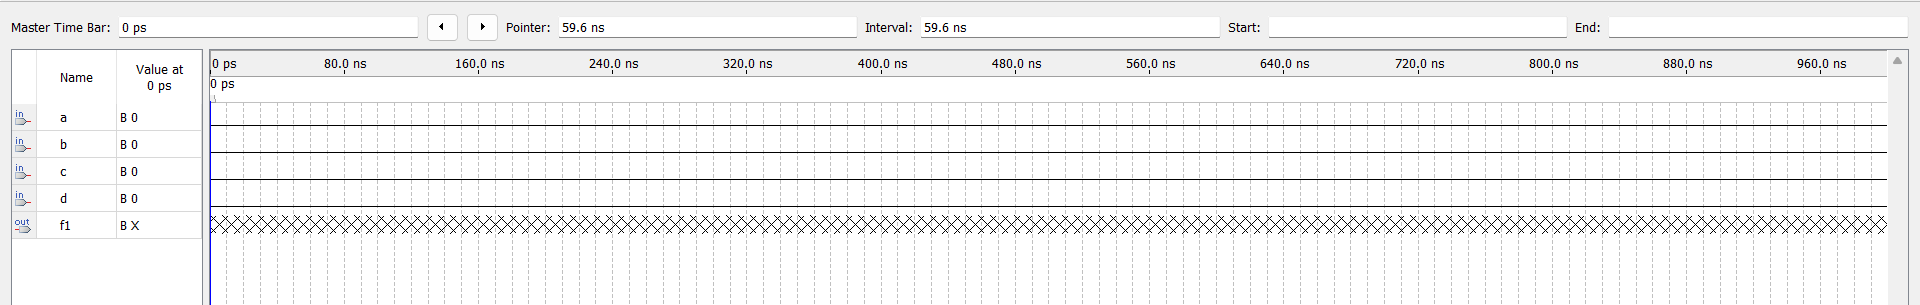 Master Time Bar: 0 ps Pointer: 59.6 ns Interval: 59.6 ns Start: End:
Name Value at 0 ps
0 ps 80.0 ns 160.0 ns 240.0 ns 320.0 ns 400.0 ns 480.0 ns 560.0 ns 640.0 ns 720.0 ns 800.0 ns 880.0 ns 960.0 ns
0 ps
in a B 0
in b B 0
in c B 0
in d B 0
out f1 B X